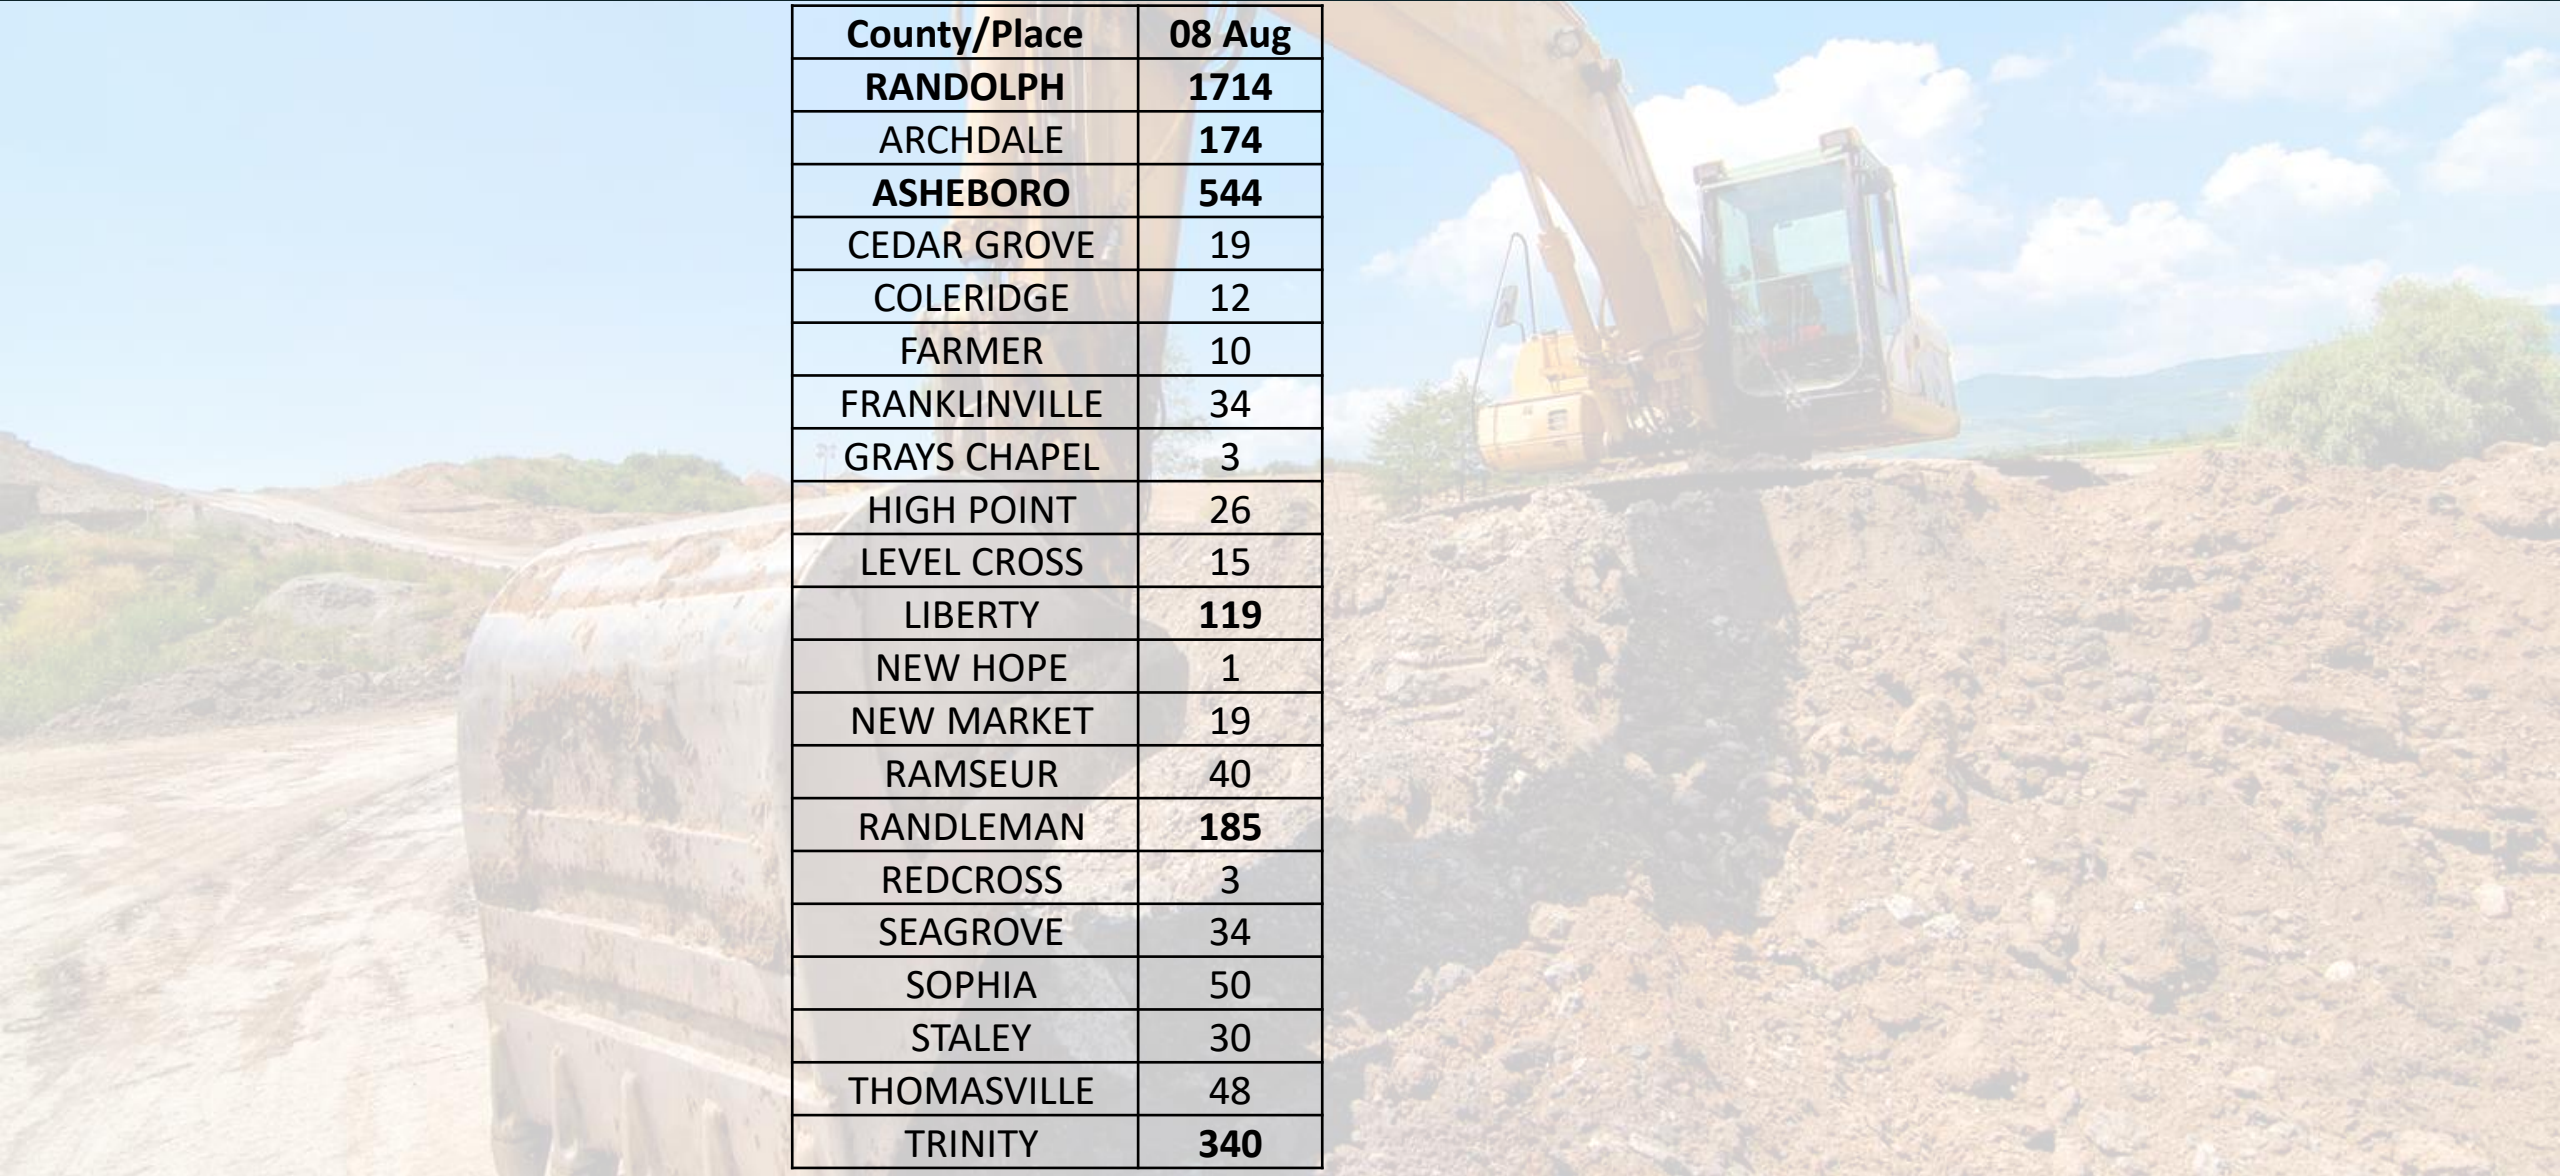 County/Place 08 Aug
RANDOLPH 1714
ARCHDALE 174
ASHEBORO 544
CEDAR GROVE 19
COLERIDGE 12
FARMER 10
FRANKLINVILLE 34
GRAYS CHAPEL 3
HIGH POINT 26
LEVEL CROSS 15
LIBERTY 119
NEW HOPE 1
NEW MARKET 19
RAMSEUR 40
RANDLEMAN 185
REDCROSS 3
SEAGROVE 34
SOPHIA 50
STALEY 30
THOMASVILLE 48
TRINITY 340